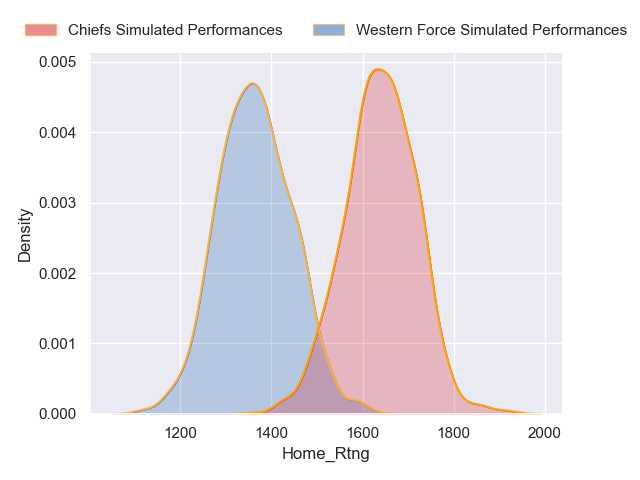 Chiefs Simulated Performances Western Force Simulated Performances
0.005
0.004
0.003
0.002
0.001
0.000
Density
1200 1400 1600 1800 2000
Home_Rtng